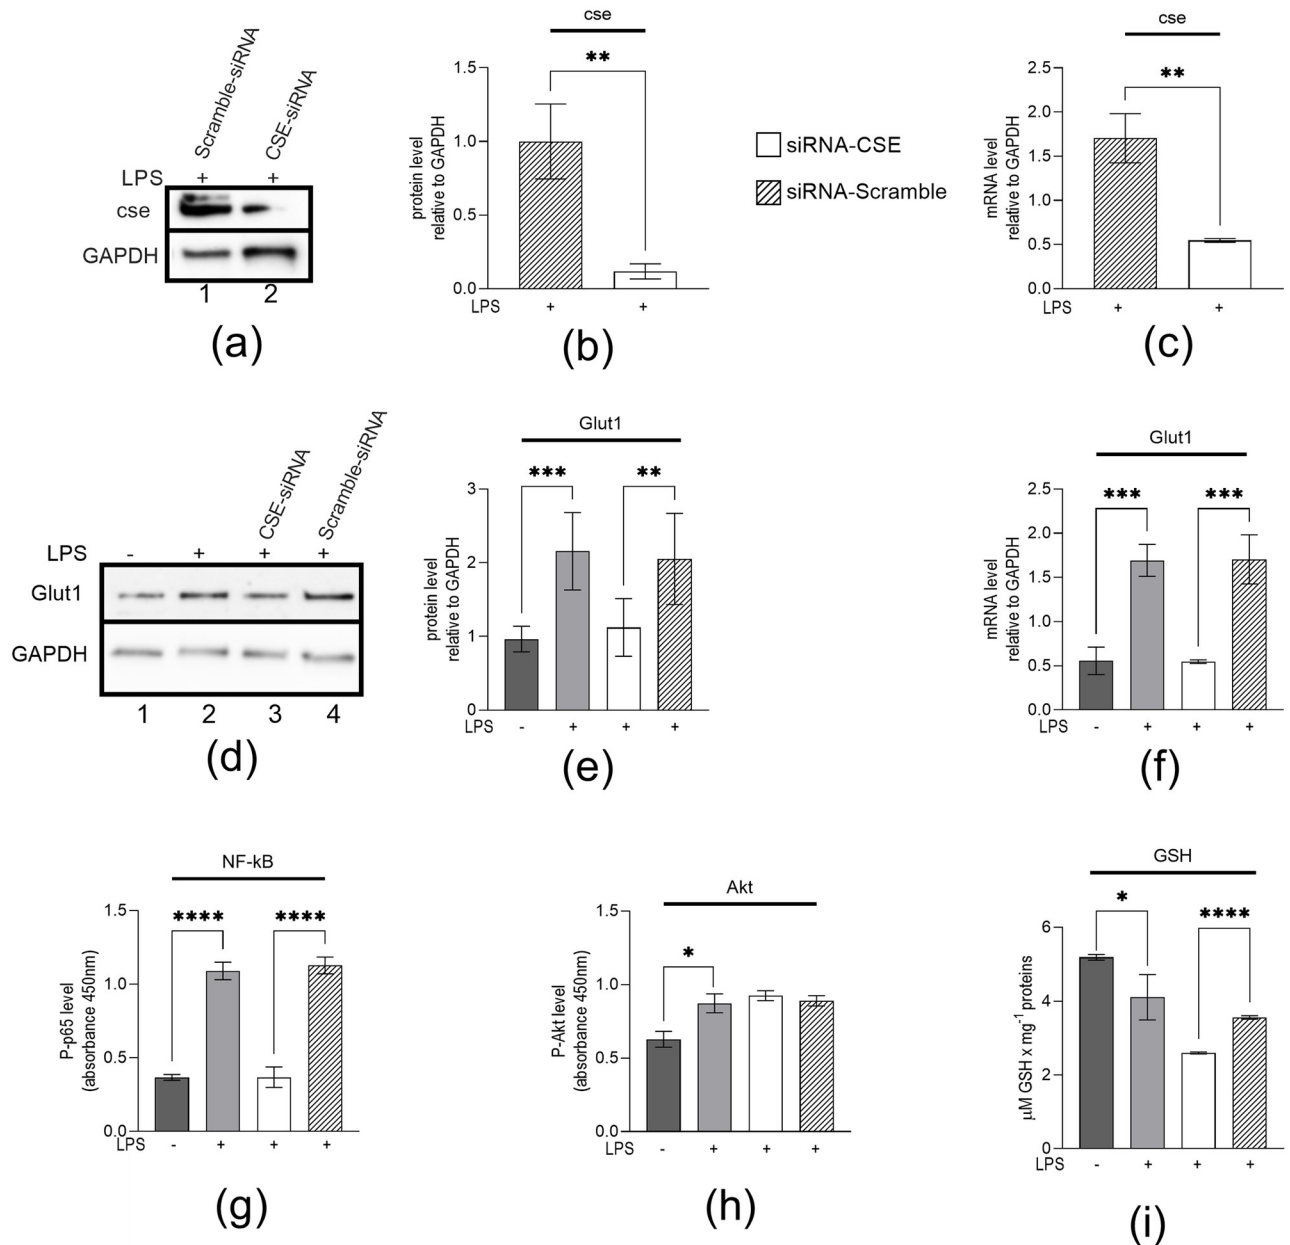 Scramble-siRNA
CSE-siRNA
LPS + +
cse
GAPDH
1 2
(a)
cse
**
1.5
1.0
0.5
0.0
protein level
relative to GAPDH
LPS + +
(b)
siRNA-CSE
siRNA-Scramble
cse
**
2.5
2.0
1.5
1.0
0.5
0.0
mRNA level
relative to GAPDH
LPS + +
(c)
CSE-siRNA
Scramble-siRNA
LPS - + + +
Glut1
GAPDH
1 2 3 4
(d)
Glut1
*** **
3
2
1
0
protein level
relative to GAPDH
LPS - + + +
(e)
Glut1
*** ***
2.5
2.0
1.5
1.0
0.5
0.0
mRNA level
relative to GAPDH
LPS - + + +
(f)
NF-kB
**** ****
1.5
1.0
0.5
0.0
P-p65 level
(absorbance 450nm)
LPS - + + +
(g)
Akt
*
1.5
1.0
0.5
0.0
P-Akt level
(absorbance 450nm)
LPS - + + +
(h)
GSH
* ****
6
4
2
0
µM GSH x mg⁻¹ proteins
LPS - + + +
(i)